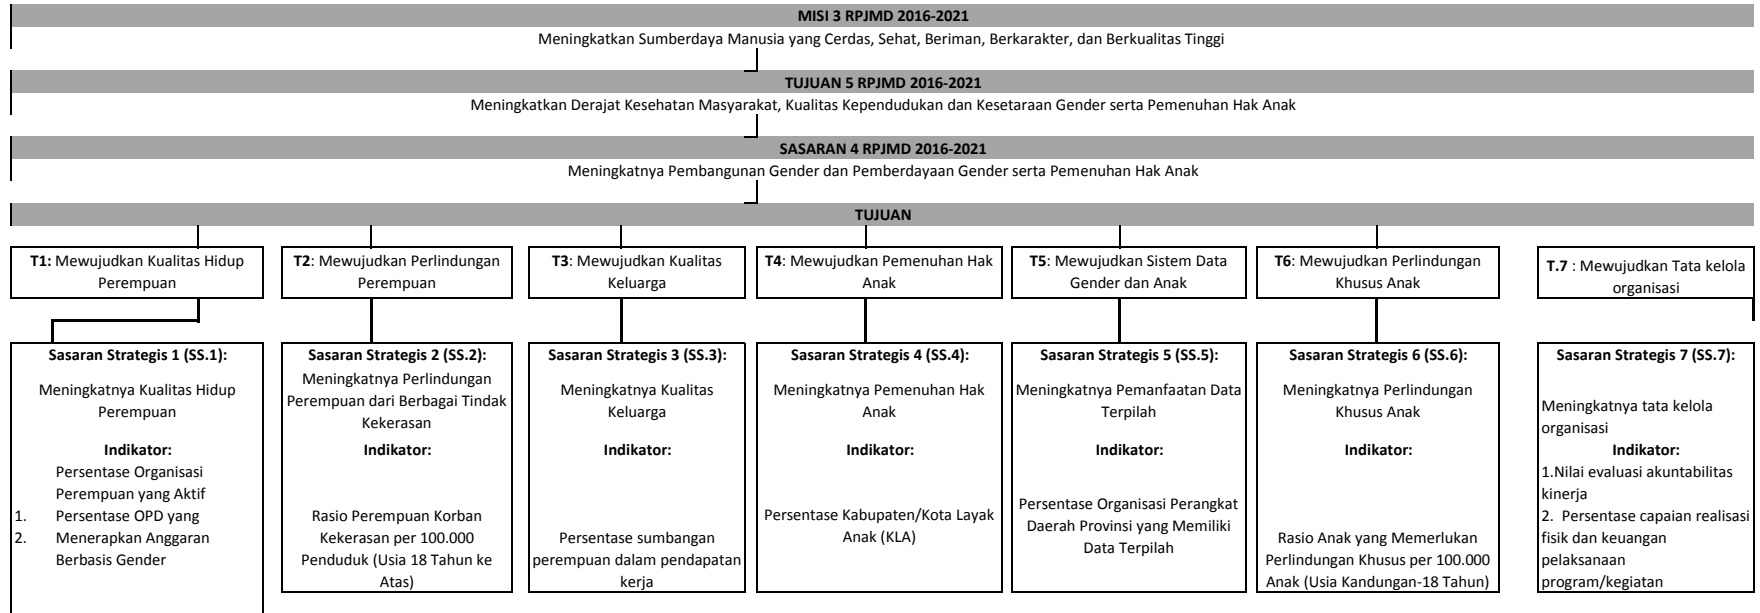 MISI 3 RPJMD 2016-2021
Meningkatkan Sumberdaya Manusia yang Cerdas, Sehat, Beriman, Berkarakter, dan Berkualitas Tinggi
TUJUAN 5 RPJMD 2016-2021
Meningkatkan Derajat Kesehatan Masyarakat, Kualitas Kependudukan dan Kesetaraan Gender serta Pemenuhan Hak Anak
SASARAN 4 RPJMD 2016-2021
Meningkatnya Pembangunan Gender dan Pemberdayaan Gender serta Pemenuhan Hak Anak
TUJUAN
T1: Mewujudkan Kualitas Hidup
Perempuan
T2: Mewujudkan Perlindungan
Perempuan
T3: Mewujudkan Kualitas
Keluarga
T4: Mewujudkan Pemenuhan Hak
Anak
T5: Mewujudkan Sistem Data
Gender dan Anak
T6: Mewujudkan Perlindungan
Khusus Anak
T.7 : Mewujudkan Tata kelola
organisasi
Sasaran Strategis 1 (SS.1):
Meningkatnya Kualitas Hidup
Perempuan
Indikator:
Persentase Organisasi
Perempuan yang Aktif
1. Persentase OPD yang
2. Menerapkan Anggaran
Berbasis Gender
Sasaran Strategis 2 (SS.2):
Meningkatnya Perlindungan
Perempuan dari Berbagai Tindak
Kekerasan
Indikator:
Rasio Perempuan Korban
Kekerasan per 100.000
Penduduk (Usia 18 Tahun ke
Atas)
Sasaran Strategis 3 (SS.3):
Meningkatnya Kualitas
Keluarga
Indikator:
Persentase sumbangan
perempuan dalam pendapatan
kerja
Sasaran Strategis 4 (SS.4):
Meningkatnya Pemenuhan Hak
Anak
Indikator:
Persentase Kabupaten/Kota Layak
Anak (KLA)
Sasaran Strategis 5 (SS.5):
Meningkatnya Pemanfaatan Data
Terpilah
Indikator:
Persentase Organisasi Perangkat
Daerah Provinsi yang Memiliki
Data Terpilah
Sasaran Strategis 6 (SS.6):
Meningkatnya Perlindungan
Khusus Anak
Indikator:
Rasio Anak yang Memerlukan
Perlindungan Khusus per 100.000
Anak (Usia Kandungan-18 Tahun)
Sasaran Strategis 7 (SS.7):
Meningkatnya tata kelola
organisasi
Indikator:
1.Nilai evaluasi akuntabilitas
kinerja
2. Persentase capaian realisasi
fisik dan keuangan
pelaksanaan
program/kegiatan